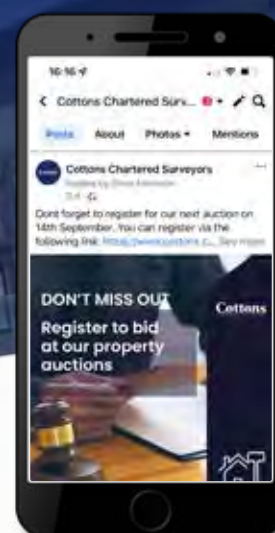 16:16
Cottons Chartered Surv...
Posts About Photos Mentions
Cottons Chartered Surveyors
Dont forget to register for our next auction on
14th September. You can register via the
following link: See more
DON'T MISS OUT
Register to bid
at our property
auctions
Cottons